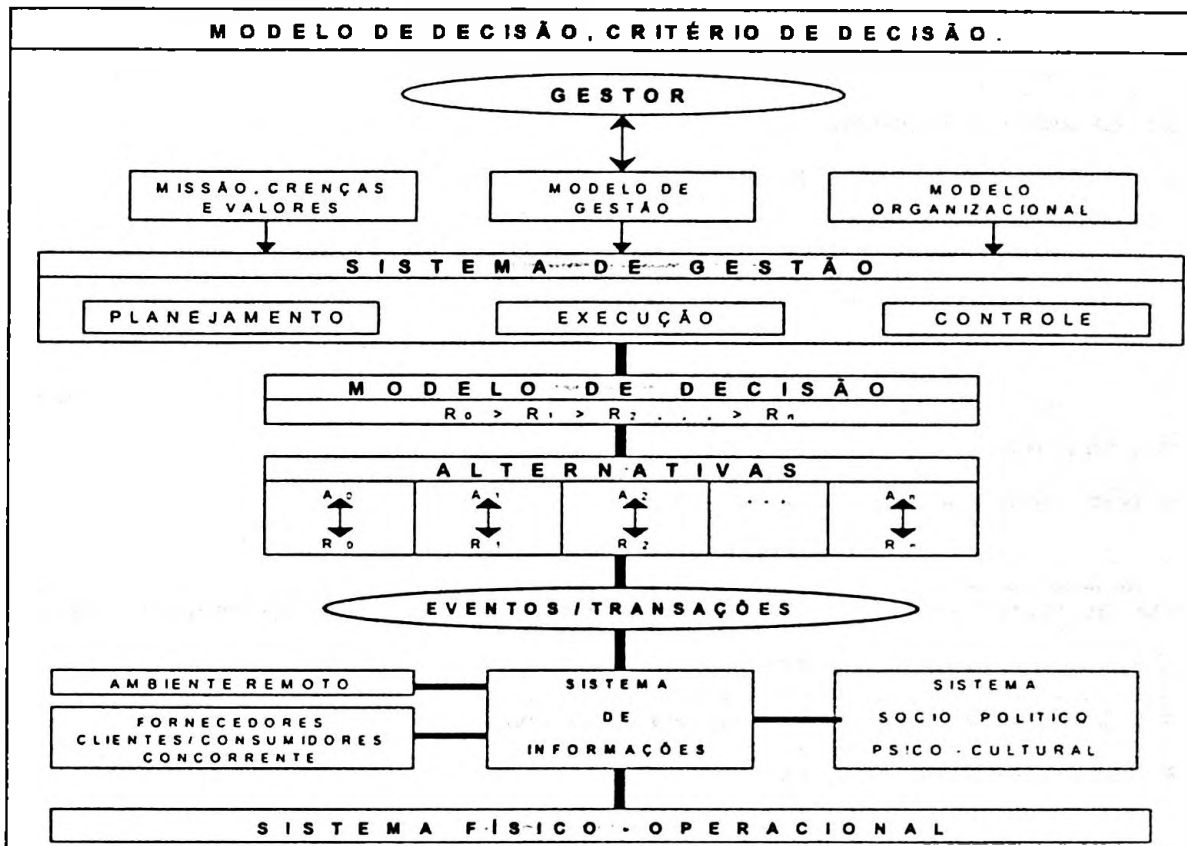 MODELO DE DECISÃO, CRITÉRIO DE DECISÃO.
GESTOR
MISSÃO, CRENÇAS
E VALORES
MODELO DE
GESTÃO
MODELO
ORGANIZACIONAL
SISTEMA DE GESTÃO
PLANEJAMENTO
EXECUÇÃO
CONTROLE
MODELO DE DECISÃO
R0 > R1 > R2 . . . > Rn
ALTERNATIVAS
A0 A1 A2 ... An
R0 R1 R2 Rn
EVENTOS / TRANSAÇÕES
AMBIENTE REMOTO
FORNECEDORES
CLIENTES/CONSUMIDORES
CONCORRENTE
SISTEMA
DE
INFORMAÇÕES
SISTEMA
SOCIO POLÍTICO
PSICO - CULTURAL
SISTEMA FÍSICO - OPERACIONAL